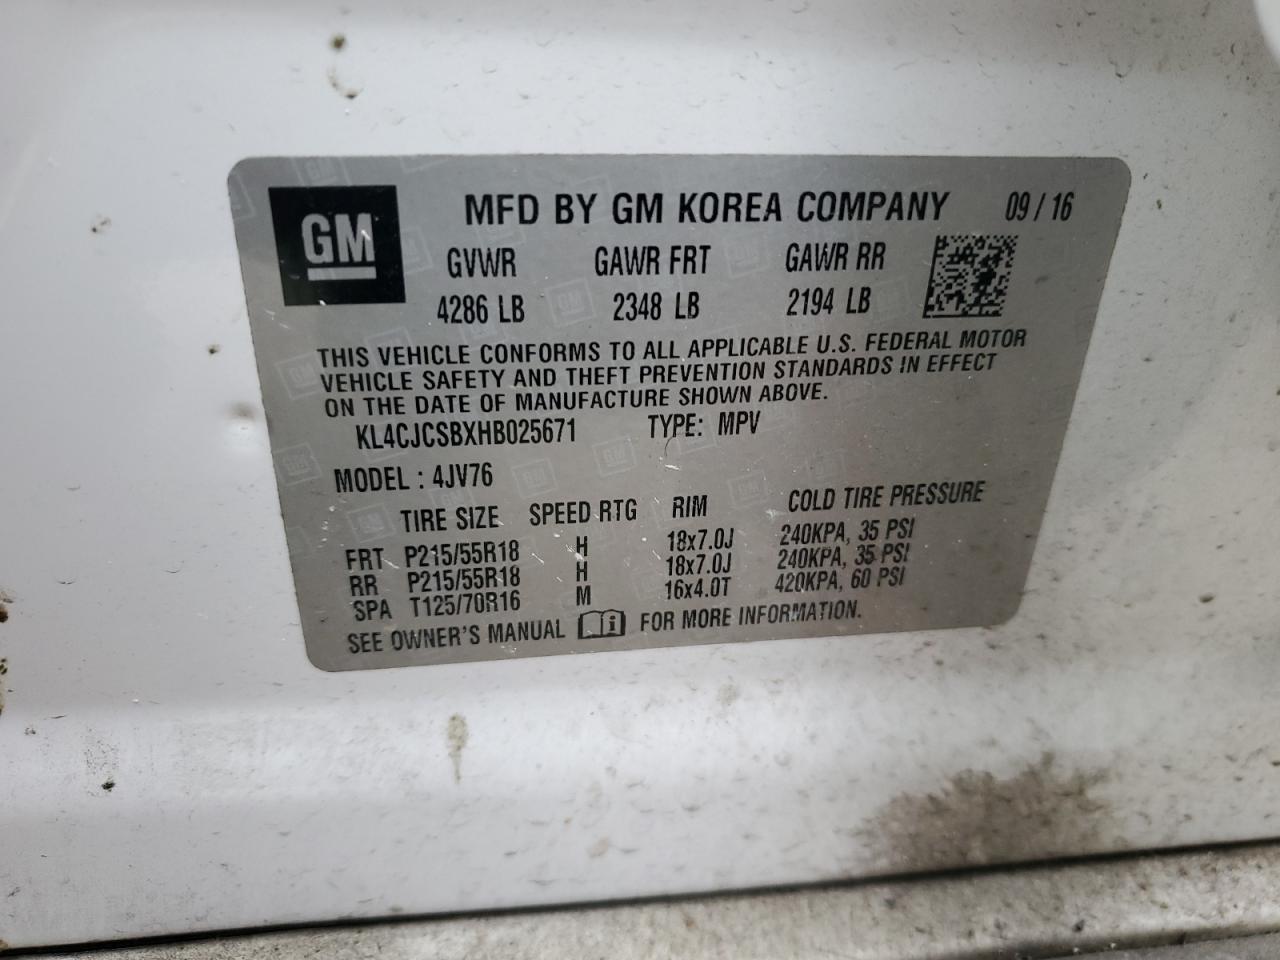 GM MFD BY GM KOREA COMPANY 09 / 16
GVWR GAWR FRT GAWR RR
4286 LB 2348 LB 2194 LB
THIS VEHICLE CONFORMS TO ALL APPLICABLE U.S. FEDERAL MOTOR
VEHICLE SAFETY AND THEFT PREVENTION STANDARDS IN EFFECT
ON THE DATE OF MANUFACTURE SHOWN ABOVE.
KL4CJCSBXHB025671 TYPE: MPV
MODEL : 4JV76
TIRE SIZE SPEED RTG RIM COLD TIRE PRESSURE
FRT P215/55R18 H 18x7.0J 240KPA, 35 PSI
RR P215/55R18 H 18x7.0J 240KPA, 35 PSI
SPA T125/70R16 M 16x4.0T 420KPA, 60 PSI
SEE OWNER'S MANUAL i FOR MORE INFORMATION.